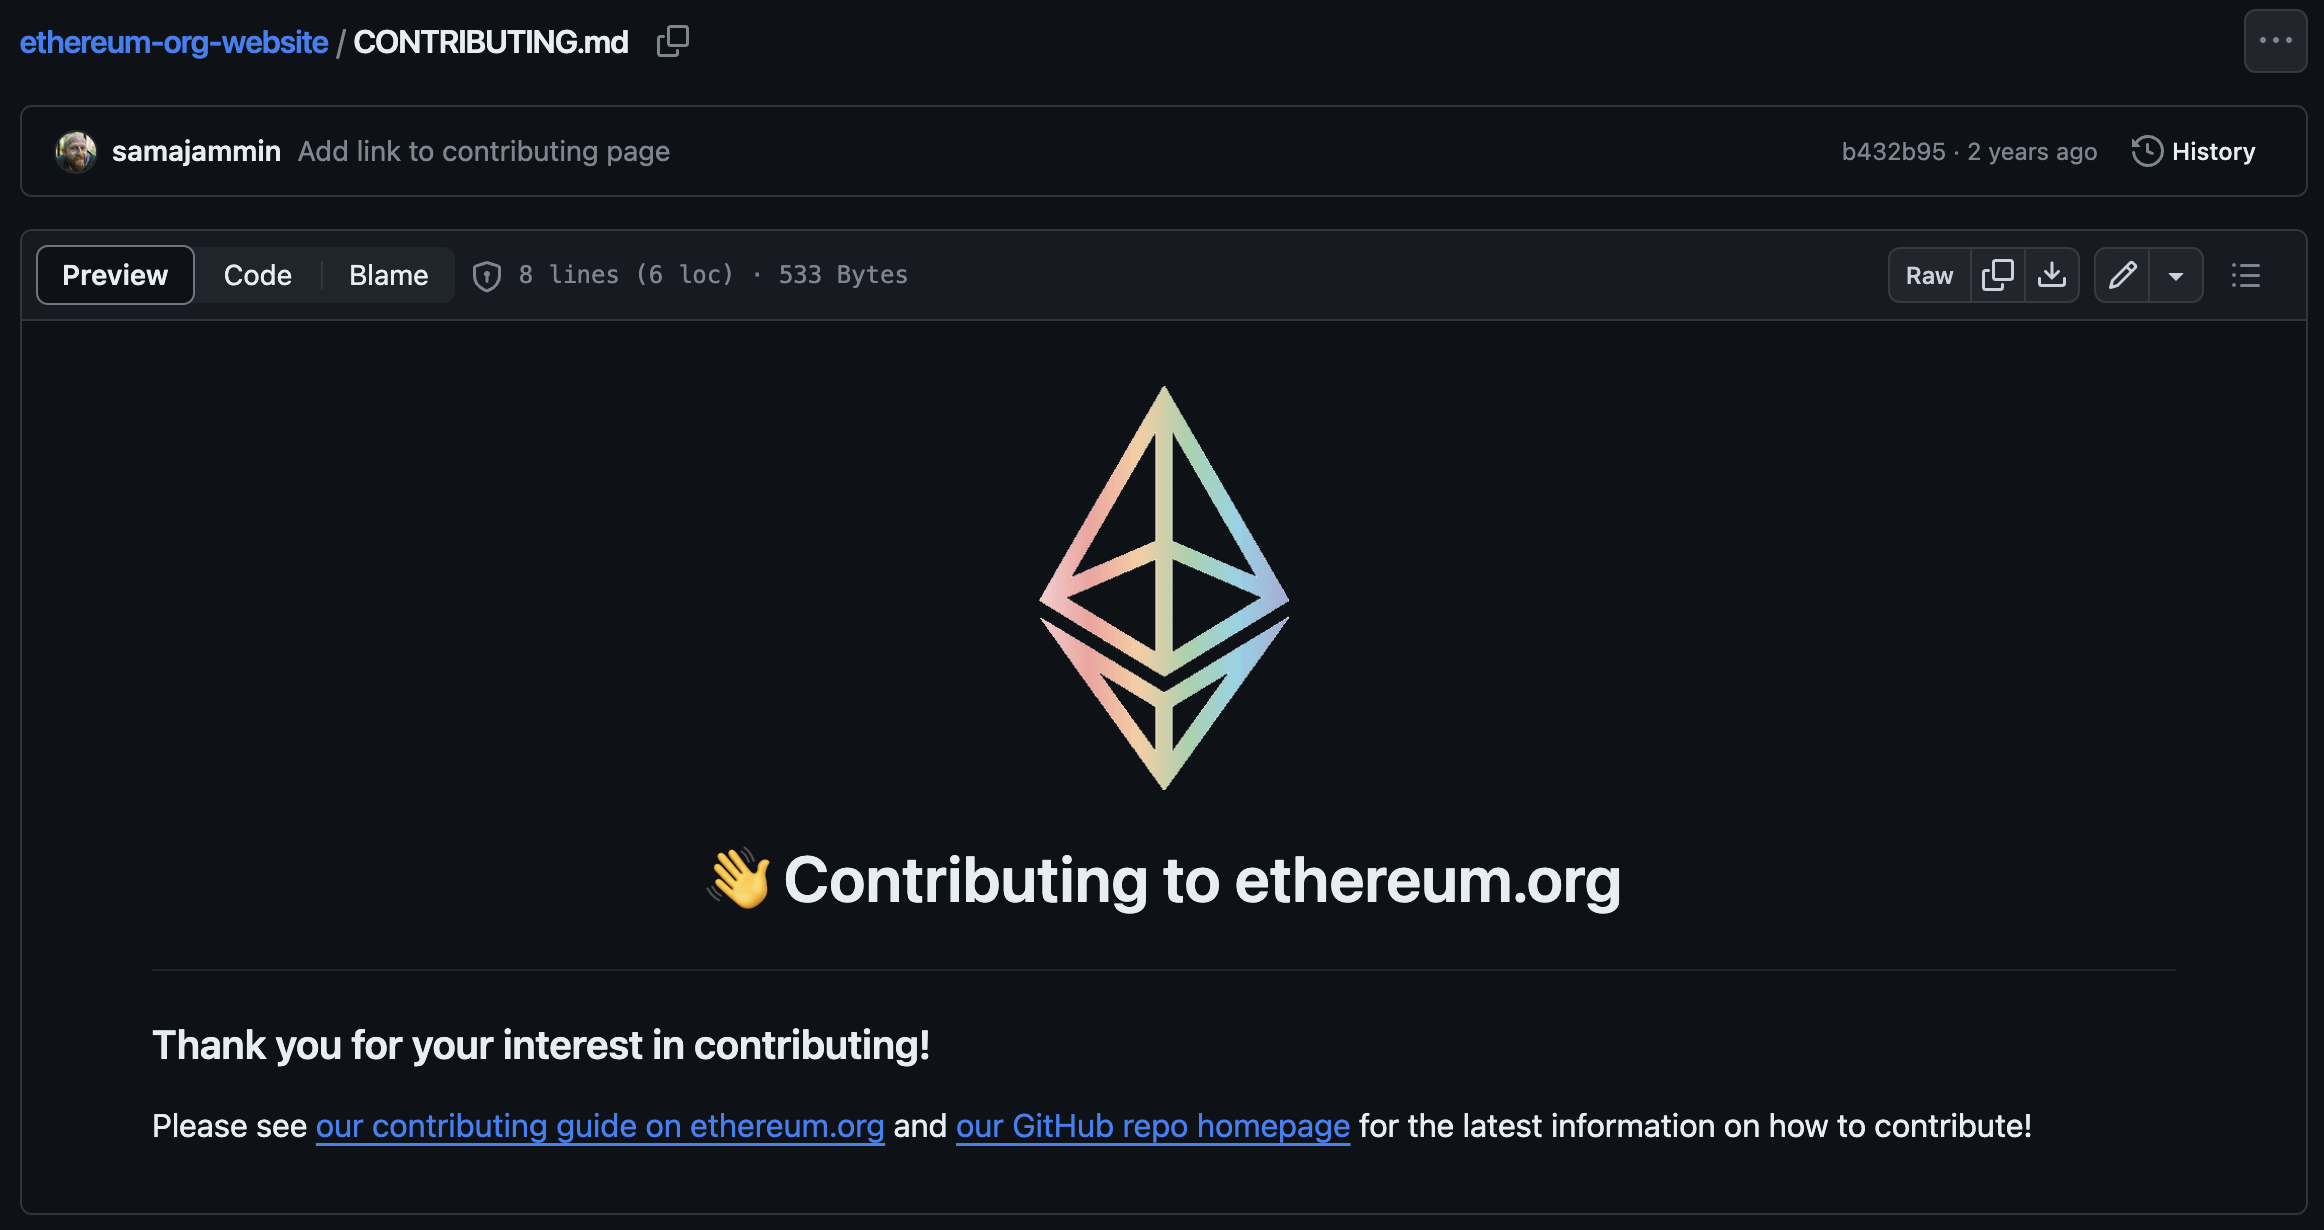 ethereum-org-website / CONTRIBUTING.md
samajammin Add link to contributing page b432b95 · 2 years ago History
Preview Code Blame 8 lines (6 loc) · 533 Bytes Raw
👋 Contributing to ethereum.org
Thank you for your interest in contributing!
Please see our contributing guide on ethereum.org and our GitHub repo homepage for the latest information on how to contribute!